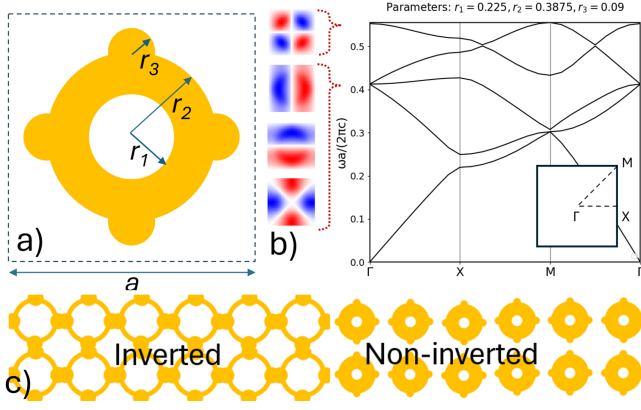 Parameters: r₁ = 0.225, r₂ = 0.3875, r₃ = 0.09
r₃
r₂
r₁
a)
a
b)
ωa/(2πc)
0.5
0.4
0.3
0.2
0.1
0.0
Γ
X
M
Γ
M
Γ
X
Inverted
Non-inverted
c)